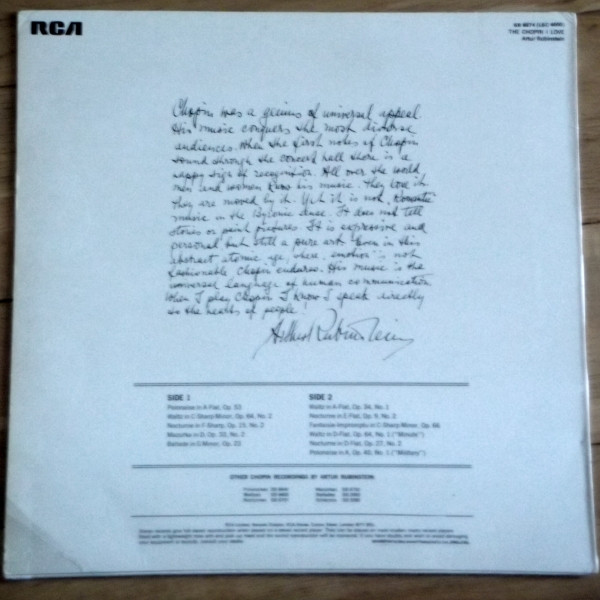 RCA
THE CHOPIN I LOVE
Artur Rubinstein
Chopin was a genius of universal appeal.
His music conquers the most diverse
audiences. When the first notes of Chopin
sound through the concert hall there is a
happy sigh of recognition. All over the world
men and women know his music. They love it.
They are moved by it. Yet it is not "Romantic
music in the Byronic sense. It does not tell
stories or paint pictures. It is expressive and
personal but still a pure art. Even in this
abstract atomic age, where emotion is not
fashionable, Chopin endures. His music is the
universal language of human communication.
When I play Chopin I know I speak directly
to the hearts of people!
Arthur Rubinstein
SIDE 1
Polonaise in A Flat, Op. 53
Waltz in C Sharp Minor, Op. 64, No. 2
Nocturne in F Sharp, Op. 15, No. 2
Mazurka in D, Op. 33, No. 2
Ballade in G Minor, Op. 23
SIDE 2
Waltz in A Flat, Op. 34, No. 1
Nocturne in E Flat, Op. 9, No. 2
Fantaisie-Impromptu in C Sharp Minor, Op. 66
Waltz in D-Flat, Op. 64, No. 1 ("Minute")
Nocturne in D-Flat, Op. 27, No. 2
Polonaise in A, Op. 40, No. 1 ("Military")
OTHER CHOPIN RECORDINGS BY ARTUR RUBINSTEIN